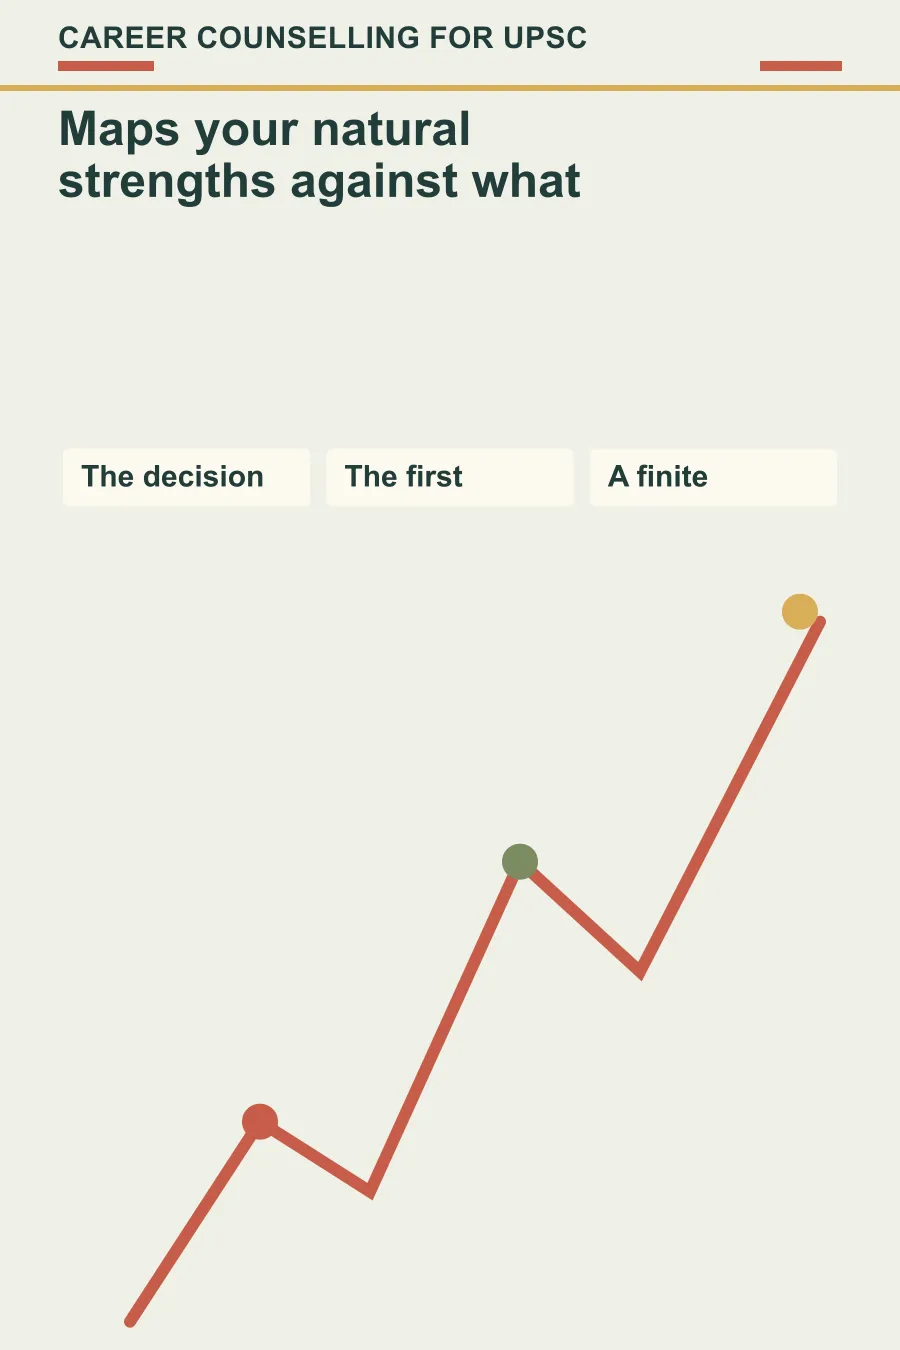 CAREER COUNSELLING FOR UPSC
Maps your natural
strengths against what
The decision
The first
A finite